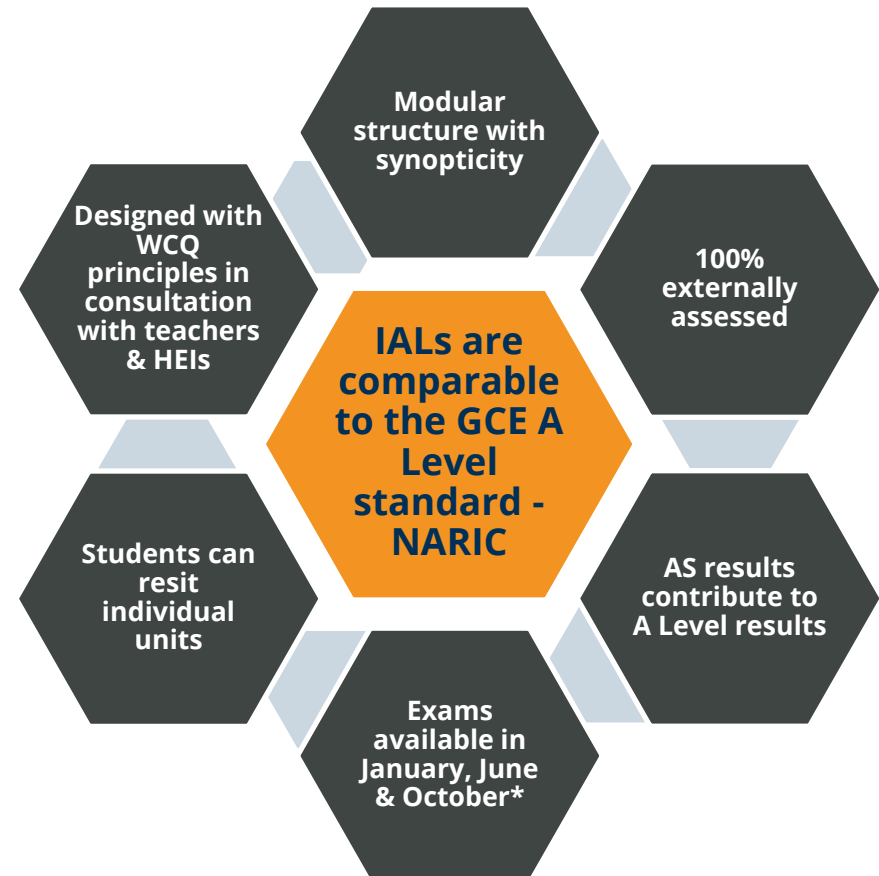 Modular
structure with
synopticity
Designed with
WCQ
principles in
consultation
with teachers
& HEIs
100%
externally
assessed
IALs are
comparable
to the GCE A
Level
standard -
NARIC
Students can
resit
individual
units
AS results
contribute to
A Level results
Exams
available in
January, June
& October*